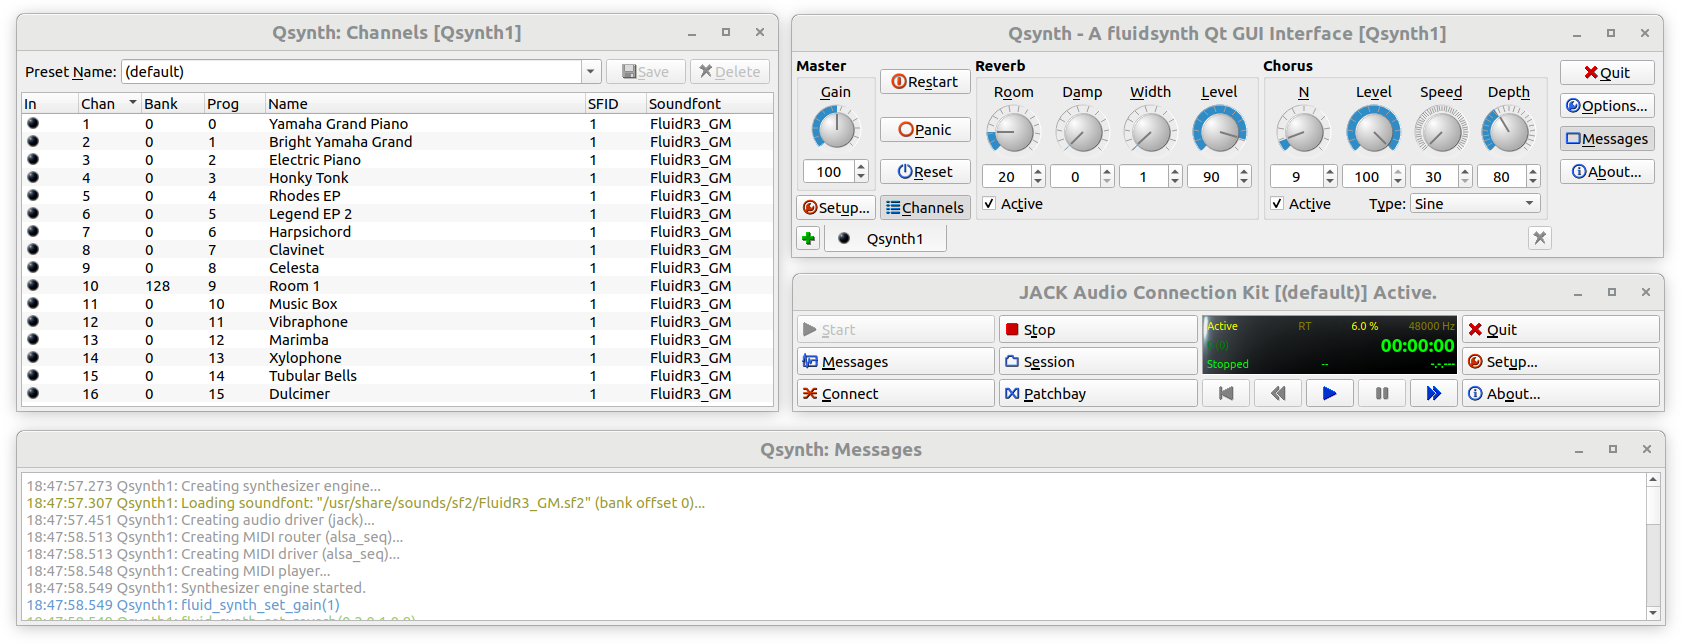 Qsynth: Channels [Qsynth1]
Preset Name: (default) Save Delete
In Chan Bank Prog Name SFID Soundfont
1 0 0 Yamaha Grand Piano 1 FluidR3_GM
2 0 1 Bright Yamaha Grand 1 FluidR3_GM
3 0 2 Electric Piano 1 FluidR3_GM
4 0 3 Honky Tonk 1 FluidR3_GM
5 0 4 Rhodes EP 1 FluidR3_GM
6 0 5 Legend EP 2 1 FluidR3_GM
7 0 6 Harpsichord 1 FluidR3_GM
8 0 7 Clavinet 1 FluidR3_GM
9 0 8 Celesta 1 FluidR3_GM
10 128 9 Room 1 1 FluidR3_GM
11 0 10 Music Box 1 FluidR3_GM
12 0 11 Vibraphone 1 FluidR3_GM
13 0 12 Marimba 1 FluidR3_GM
14 0 13 Xylophone 1 FluidR3_GM
15 0 14 Tubular Bells 1 FluidR3_GM
16 0 15 Dulcimer 1 FluidR3_GM
Qsynth - A fluidsynth Qt GUI Interface [Qsynth1]
Master Reverb Chorus
Gain Restart Room Damp Width Level N Level Speed Depth Quit
Options...
Panic Messages
100 Reset 20 0 1 90 9 100 30 80 About...
Setup... Channels Active Active Type: Sine
Qsynth1
JACK Audio Connection Kit [(default)] Active.
Start Stop Active RT 6.0 % 48000 Hz Quit
00:00:00
Messages Session Stopped -- -.-.--- Setup...
Connect Patchbay About...
Qsynth: Messages
18:47:57.273 Qsynth1: Creating synthesizer engine...
18:47:57.307 Qsynth1: Loading soundfont: "/usr/share/sounds/sf2/FluidR3_GM.sf2" (bank offset 0)...
18:47:57.451 Qsynth1: Creating audio driver (jack)...
18:47:58.513 Qsynth1: Creating MIDI router (alsa_seq)...
18:47:58.513 Qsynth1: Creating MIDI driver (alsa_seq)...
18:47:58.548 Qsynth1: Creating MIDI player...
18:47:58.549 Qsynth1: Synthesizer engine started.
18:47:58.549 Qsynth1: fluid_synth_set_gain(1)